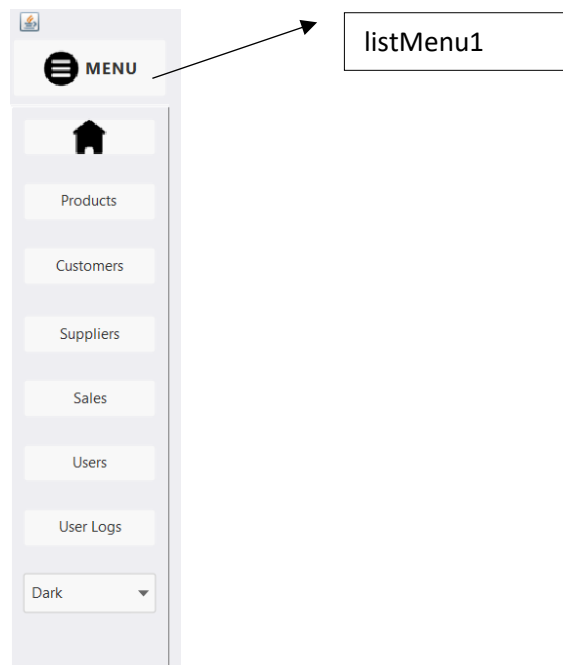 listMenu1
MENU
Products
Customers
Suppliers
Sales
Users
User Logs
Dark